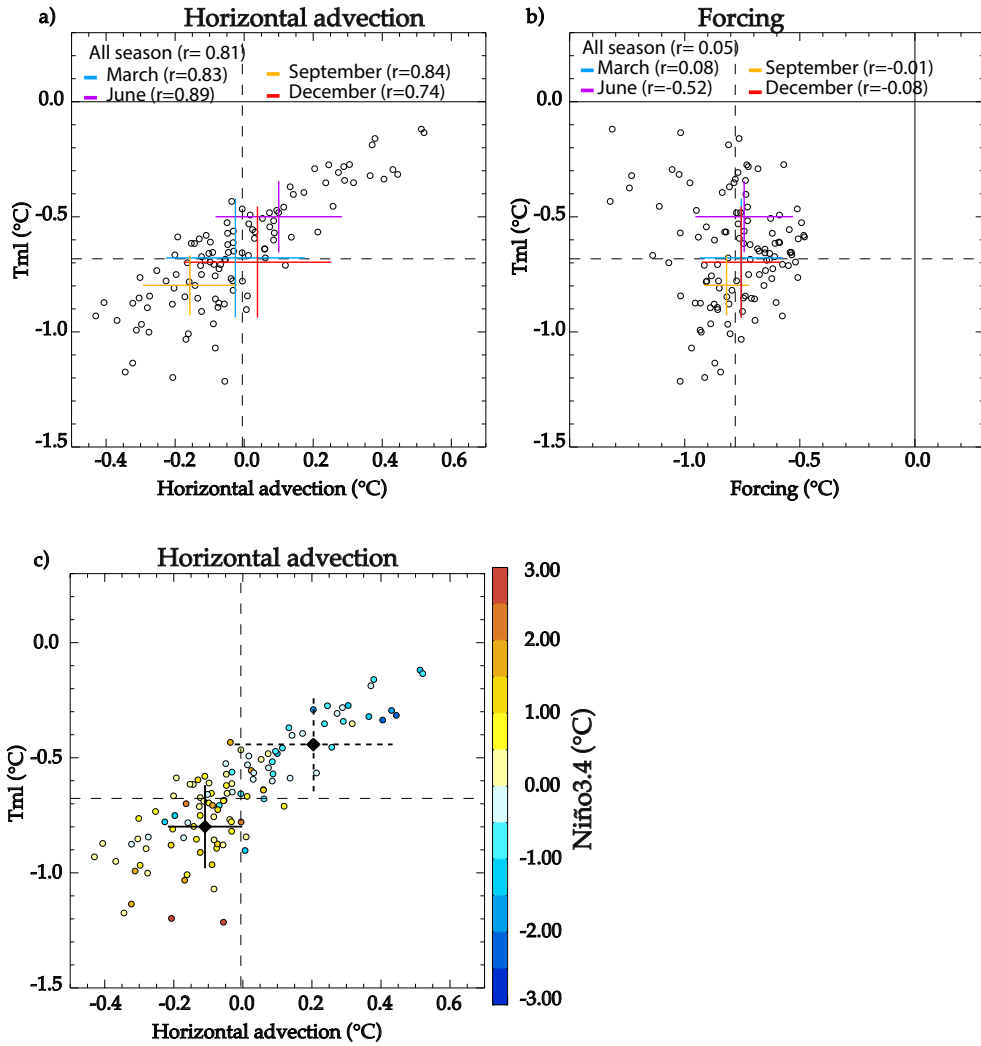 a)
Horizontal advection
All season (r= 0.81)
March (r=0.83)
September (r=0.84)
June (r=0.89)
December (r=0.74)
0.0
-0.5
-1.0
-1.5
Tml (°C)
-0.4
-0.2
0.0
0.2
0.4
0.6
Horizontal advection (°C)
b)
Forcing
All season (r= 0.05)
March (r=0.08)
September (r=-0.01)
June (r=-0.52)
December (r=-0.08)
0.0
-0.5
-1.0
-1.5
Tml (°C)
-1.0
-0.5
0.0
Forcing (°C)
c)
Horizontal advection
0.0
-0.5
-1.0
-1.5
Tml (°C)
-0.4
-0.2
0.0
0.2
0.4
0.6
Horizontal advection (°C)
3.00
2.00
1.00
0.00
-1.00
-2.00
-3.00
Niño3.4 (°C)